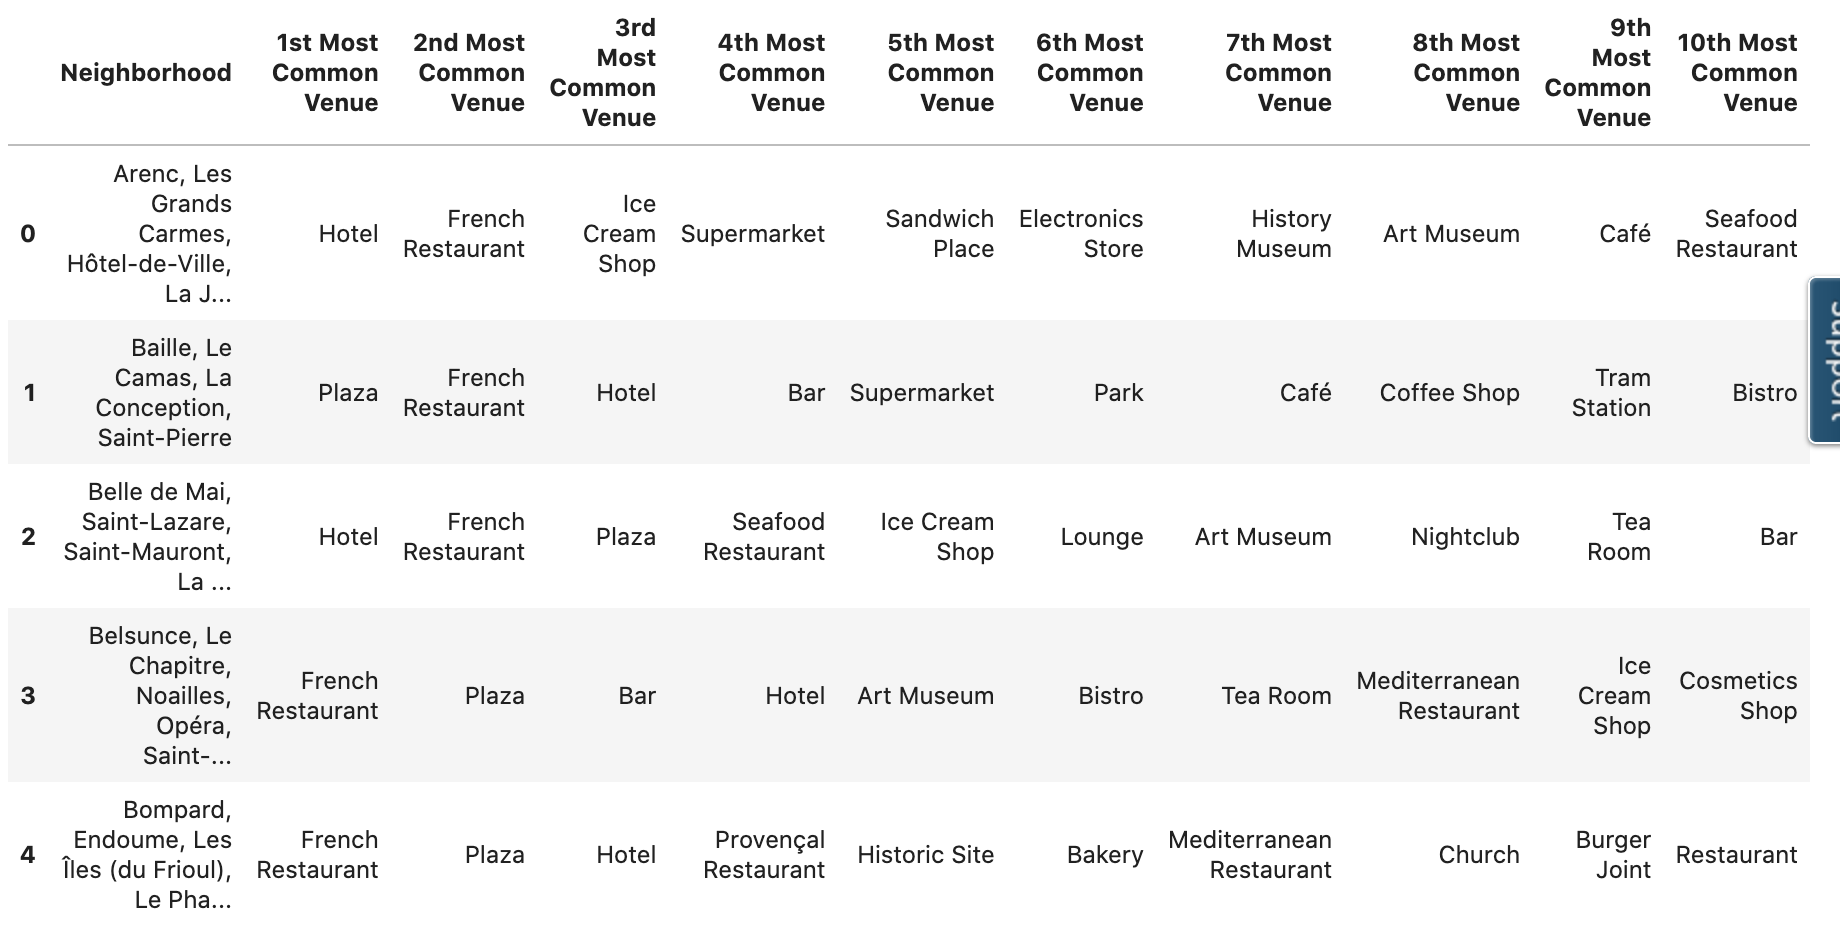 Neighborhood 1st Most Common Venue 2nd Most Common Venue 3rd Most Common Venue 4th Most Common Venue 5th Most Common Venue 6th Most Common Venue 7th Most Common Venue 8th Most Common Venue 9th Most Common Venue 10th Most Common Venue
0 Arenc, Les Grands Carmes, Hôtel-de-Ville, La J... Hotel French Restaurant Ice Cream Shop Supermarket Sandwich Place Electronics Store History Museum Art Museum Café Seafood Restaurant
1 Baille, Le Camas, La Conception, Saint-Pierre Plaza French Restaurant Hotel Bar Supermarket Park Café Coffee Shop Tram Station Bistro
2 Belle de Mai, Saint-Lazare, Saint-Mauront, La ... Hotel French Restaurant Plaza Seafood Restaurant Ice Cream Shop Lounge Art Museum Nightclub Tea Room Bar
3 Belsunce, Le Chapitre, Noailles, Opéra, Saint-... French Restaurant Plaza Bar Hotel Art Museum Bistro Tea Room Mediterranean Restaurant Ice Cream Shop Cosmetics Shop
4 Bompard, Endoume, Les Îles (du Frioul), Le Pha... French Restaurant Plaza Hotel Provençal Restaurant Historic Site Bakery Mediterranean Restaurant Church Burger Joint Restaurant
Support